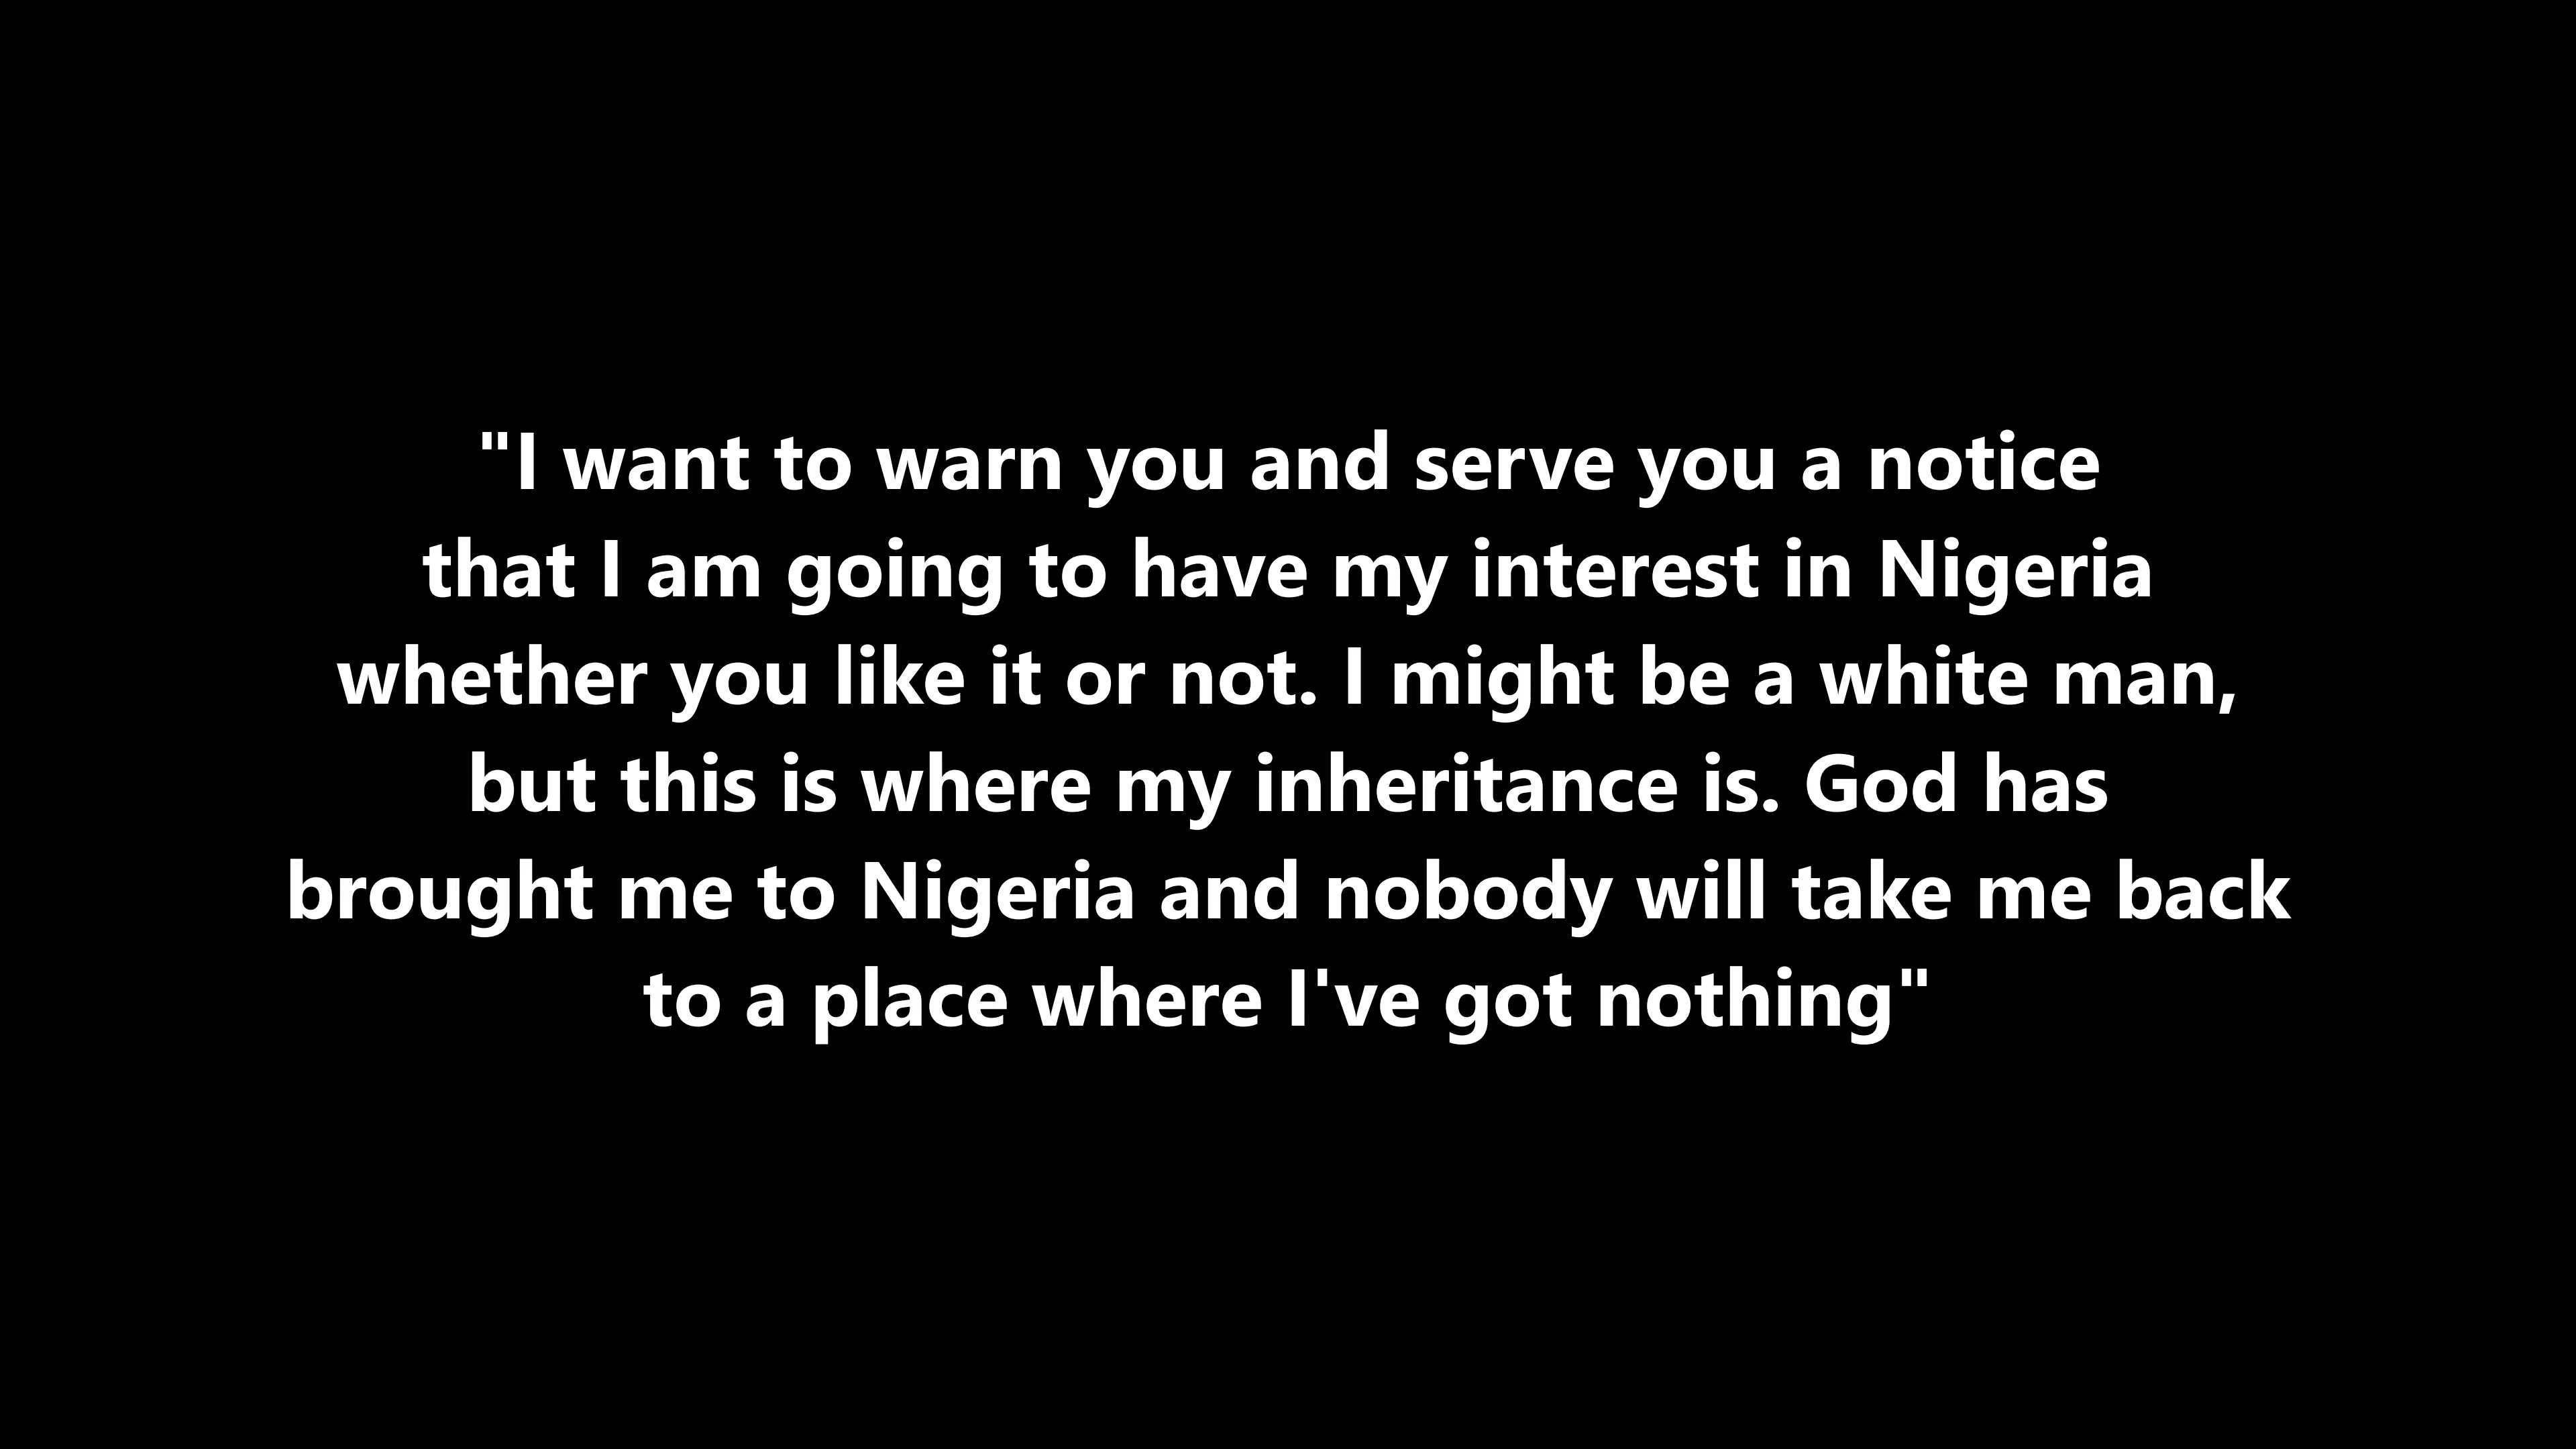 "I want to warn you and serve you a notice
that I am going to have my interest in Nigeria
whether you like it or not. I might be a white man,
but this is where my inheritance is. God has
brought me to Nigeria and nobody will take me back
to a place where I've got nothing"